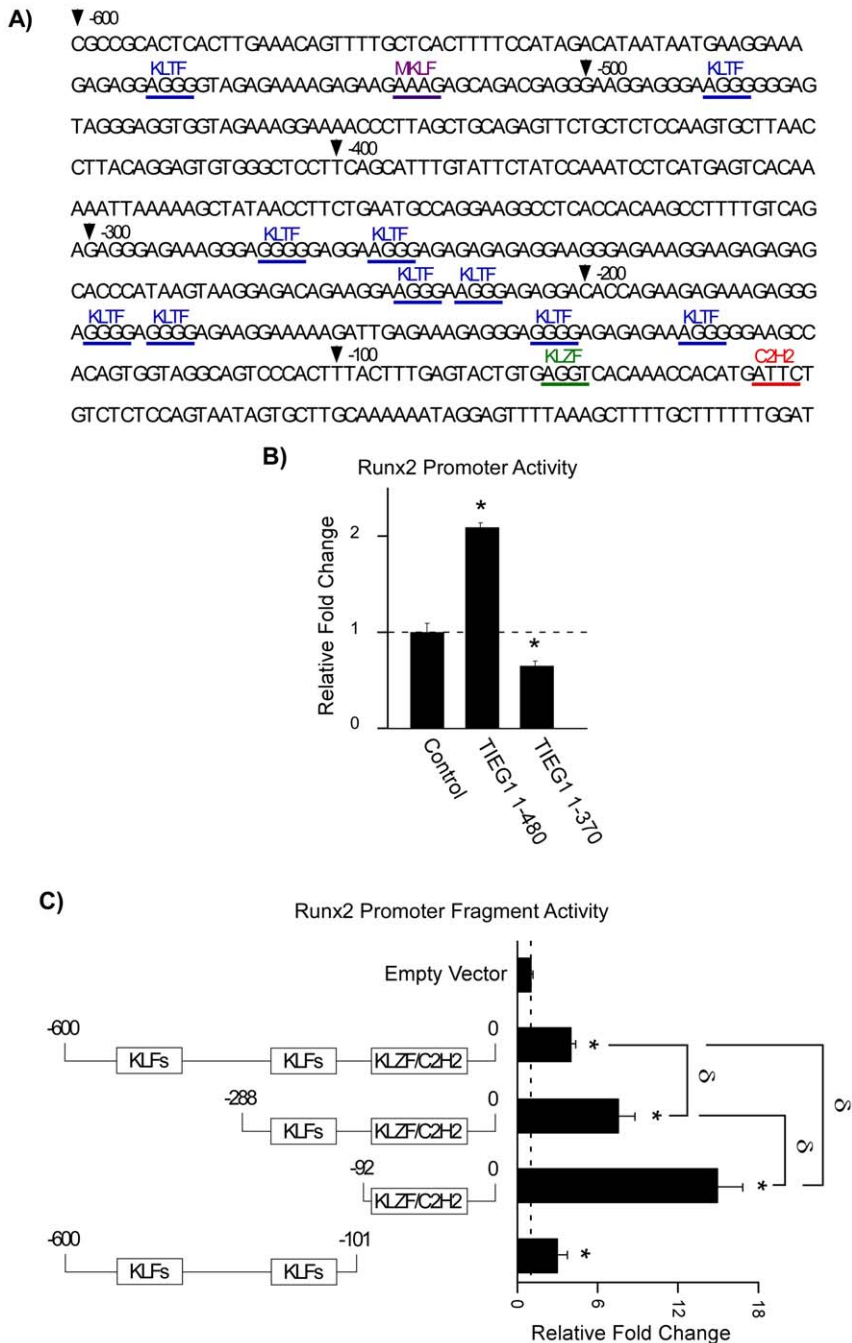 A)
-600
CGCCGCACTCACTTGAAACAGTTTTGCTCACTTTTCCATAGACATAATAATGAAGGAAA
KLTF MKLF -500 KLTF
GAGAGGAGGGGTAGAGAAAAGAGAAGAAAGAGCAGACGAGGGAAGGAGGGAAGGGGGGAG
TAGGGAGGTGGTAGAAAGGAAAACCCTTAGCTGCAGAGTTCTGCTCTCCAAGTGCTTAAC
-400
CTTACAGGAGTGTGGGCTCCTTCAGCATTTGTATTCTATCCAAATCCTCATGAGTCACAA
AAATTAAAAAGCTATAACCTTCTGAATGCCAGGAAGGCCTCACCACAAGCCTTTTGTCAG
-300 KLTF KLTF
AGAGGGAGAAAGGGAGGGGGAGGAAGGGAGAGAGAGAGGAAGGGAGAAAGGAAGAGAGAG
KLTF KLTF -200
CACCCATAAGTAAGGAGACAGAAGGAAGGGAAGGGAGAGGACACCAGAAGAGAAAGAGGG
KLTF KLTF KLTF KLTF
AGGGGAGGGGAGAAGGAAAAAGATTGAGAAAGAGGGAGGGGAGAGAGAAAGGGGGAAGCC
-100 KLZF C2H2
ACAGTGGTAGGCAGTCCCACTTTACTTTGAGTACTGTGAGGTCACAAACCACATGATTCT
GTCTCTCCAGTAATAGTGCTTGCAAAAAATAGGAGTTTTAAAGCTTTTGCTTTTTTGGAT
B)
Runx2 Promoter Activity
Relative Fold Change
2
1
0
*
*
Control
TIEG1 1-480
TIEG1 1-370
C)
Runx2 Promoter Fragment Activity
Empty Vector
-600 0
KLFs KLFs KLZF/C2H2 *
δ
δ
-288 0
KLFs KLZF/C2H2 *
δ
-92 0
KLZF/C2H2 *
-600 -101
KLFs KLFs *
0 6 12 18
Relative Fold Change